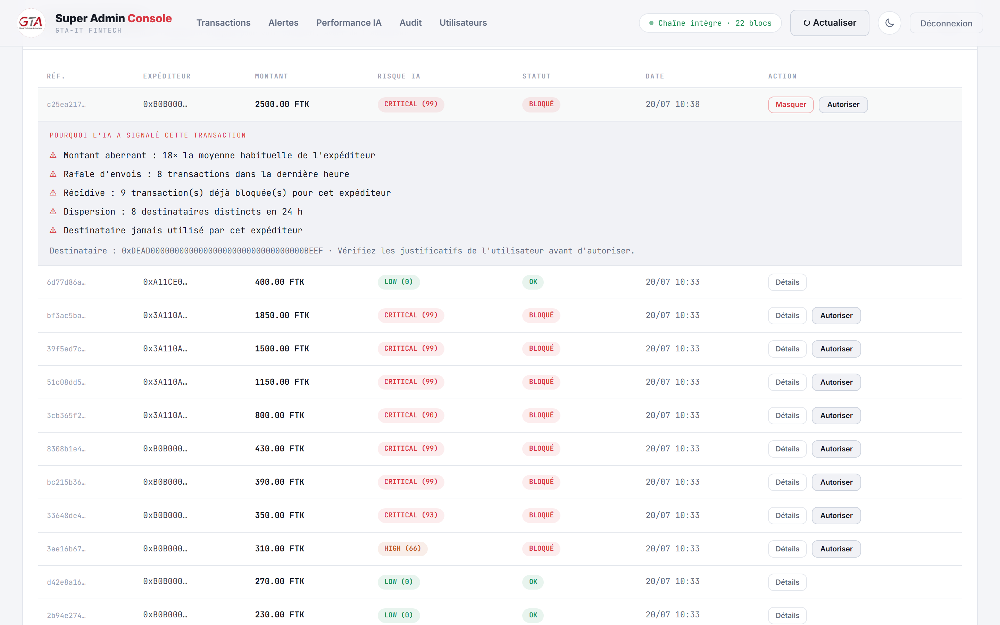 GTA
Global Technology & Associates
Super Admin Console
GTA-IT FINTECH
Transactions
Alertes
Performance IA
Audit
Utilisateurs
Chaîne intègre · 22 blocs
↻ Actualiser
Déconnexion
RÉF. EXPÉDITEUR MONTANT RISQUE IA STATUT DATE ACTION
c25ea217… 0xB0B000… 2500.00 FTK CRITICAL (99) BLOQUÉ 20/07 10:38 Masquer Autoriser
POURQUOI L'IA A SIGNALÉ CETTE TRANSACTION
⚠ Montant aberrant : 18× la moyenne habituelle de l'expéditeur
⚠ Rafale d'envois : 8 transactions dans la dernière heure
⚠ Récidive : 9 transaction(s) déjà bloquée(s) pour cet expéditeur
⚠ Dispersion : 8 destinataires distincts en 24 h
⚠ Destinataire jamais utilisé par cet expéditeur
Destinataire : 0xDEAD00000000000000000000000000000000BEEF · Vérifiez les justificatifs de l'utilisateur avant d'autoriser.
6d77d86a… 0xA11CE0… 400.00 FTK LOW (0) OK 20/07 10:33 Détails
bf3ac5ba… 0x3A110A… 1850.00 FTK CRITICAL (99) BLOQUÉ 20/07 10:33 Détails Autoriser
39f5ed7c… 0x3A110A… 1500.00 FTK CRITICAL (99) BLOQUÉ 20/07 10:33 Détails Autoriser
51c08dd5… 0x3A110A… 1150.00 FTK CRITICAL (99) BLOQUÉ 20/07 10:33 Détails Autoriser
3cb365f2… 0x3A110A… 800.00 FTK CRITICAL (90) BLOQUÉ 20/07 10:33 Détails Autoriser
8308b1e4… 0xB0B000… 430.00 FTK CRITICAL (99) BLOQUÉ 20/07 10:33 Détails Autoriser
bc215b36… 0xB0B000… 390.00 FTK CRITICAL (99) BLOQUÉ 20/07 10:33 Détails Autoriser
33648de4… 0xB0B000… 350.00 FTK CRITICAL (93) BLOQUÉ 20/07 10:33 Détails Autoriser
3ee16b67… 0xB0B000… 310.00 FTK HIGH (66) BLOQUÉ 20/07 10:33 Détails Autoriser
d42e8a16… 0xB0B000… 270.00 FTK LOW (0) OK 20/07 10:33 Détails
2b94e274… 0xB0B000… 230.00 FTK LOW (0) OK 20/07 10:33 Détails